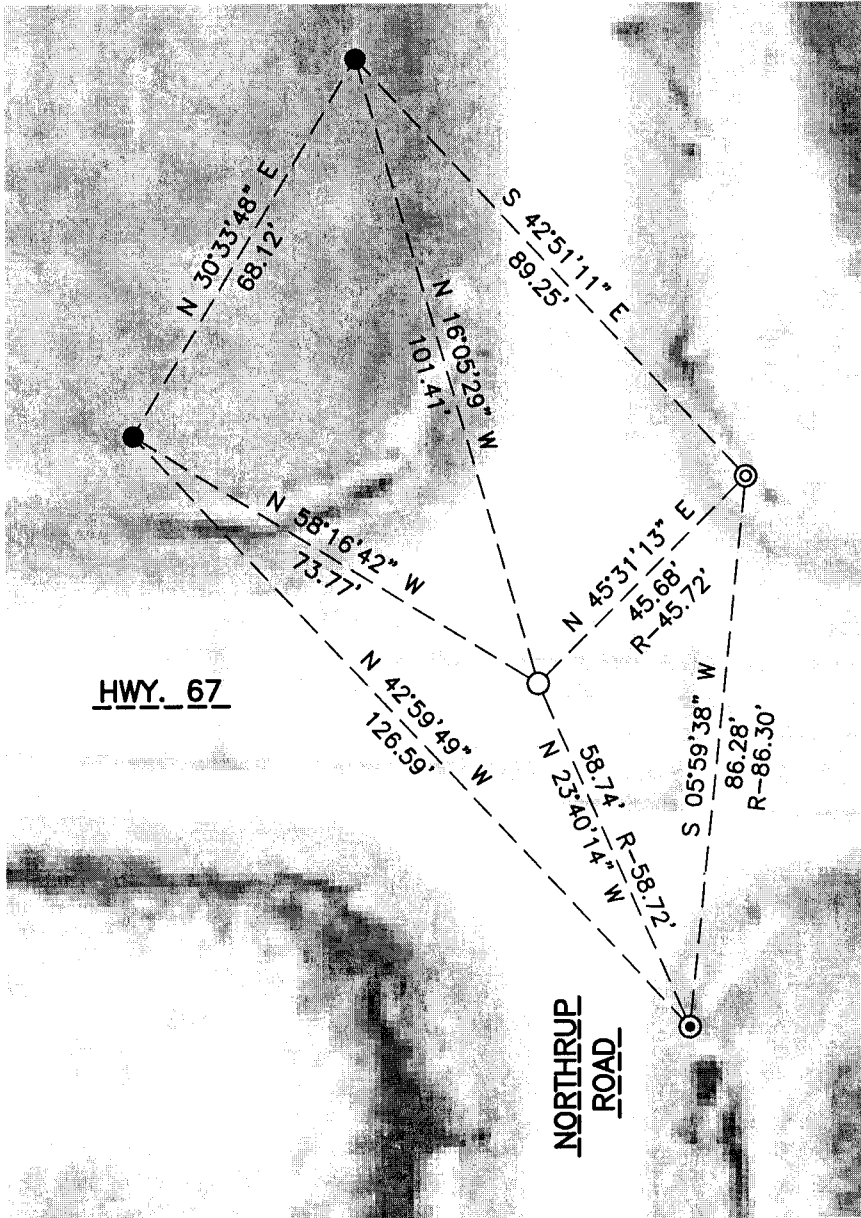 N 30°33'48" E
68.12'
S 42°51'11" E
89.25'
N 16°05'29" W
101.41'
N 58°16'42" W
73.77'
N 45°31'13" E
45.68'
R-45.72'
HWY. 67
N 42°59'49" W
126.59'
58.74' R-58.72'
N 23°40'14" W
S 05°59'38" W
86.28'
R-86.30'
NORTHRUP
ROAD